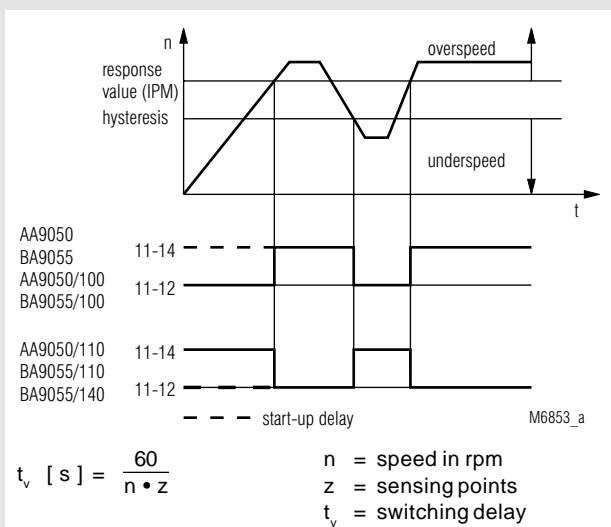 n
response
value (IPM)
hysteresis
overspeed
underspeed
t
AA9050
BA9055
AA9050/100
BA9055/100
11-14
11-12
AA9050/110
BA9055/110
BA9055/140
11-14
11-12
start-up delay
M6853_a
t_v [ s ] = 60 / n • z
n = speed in rpm
z = sensing points
t_v = switching delay